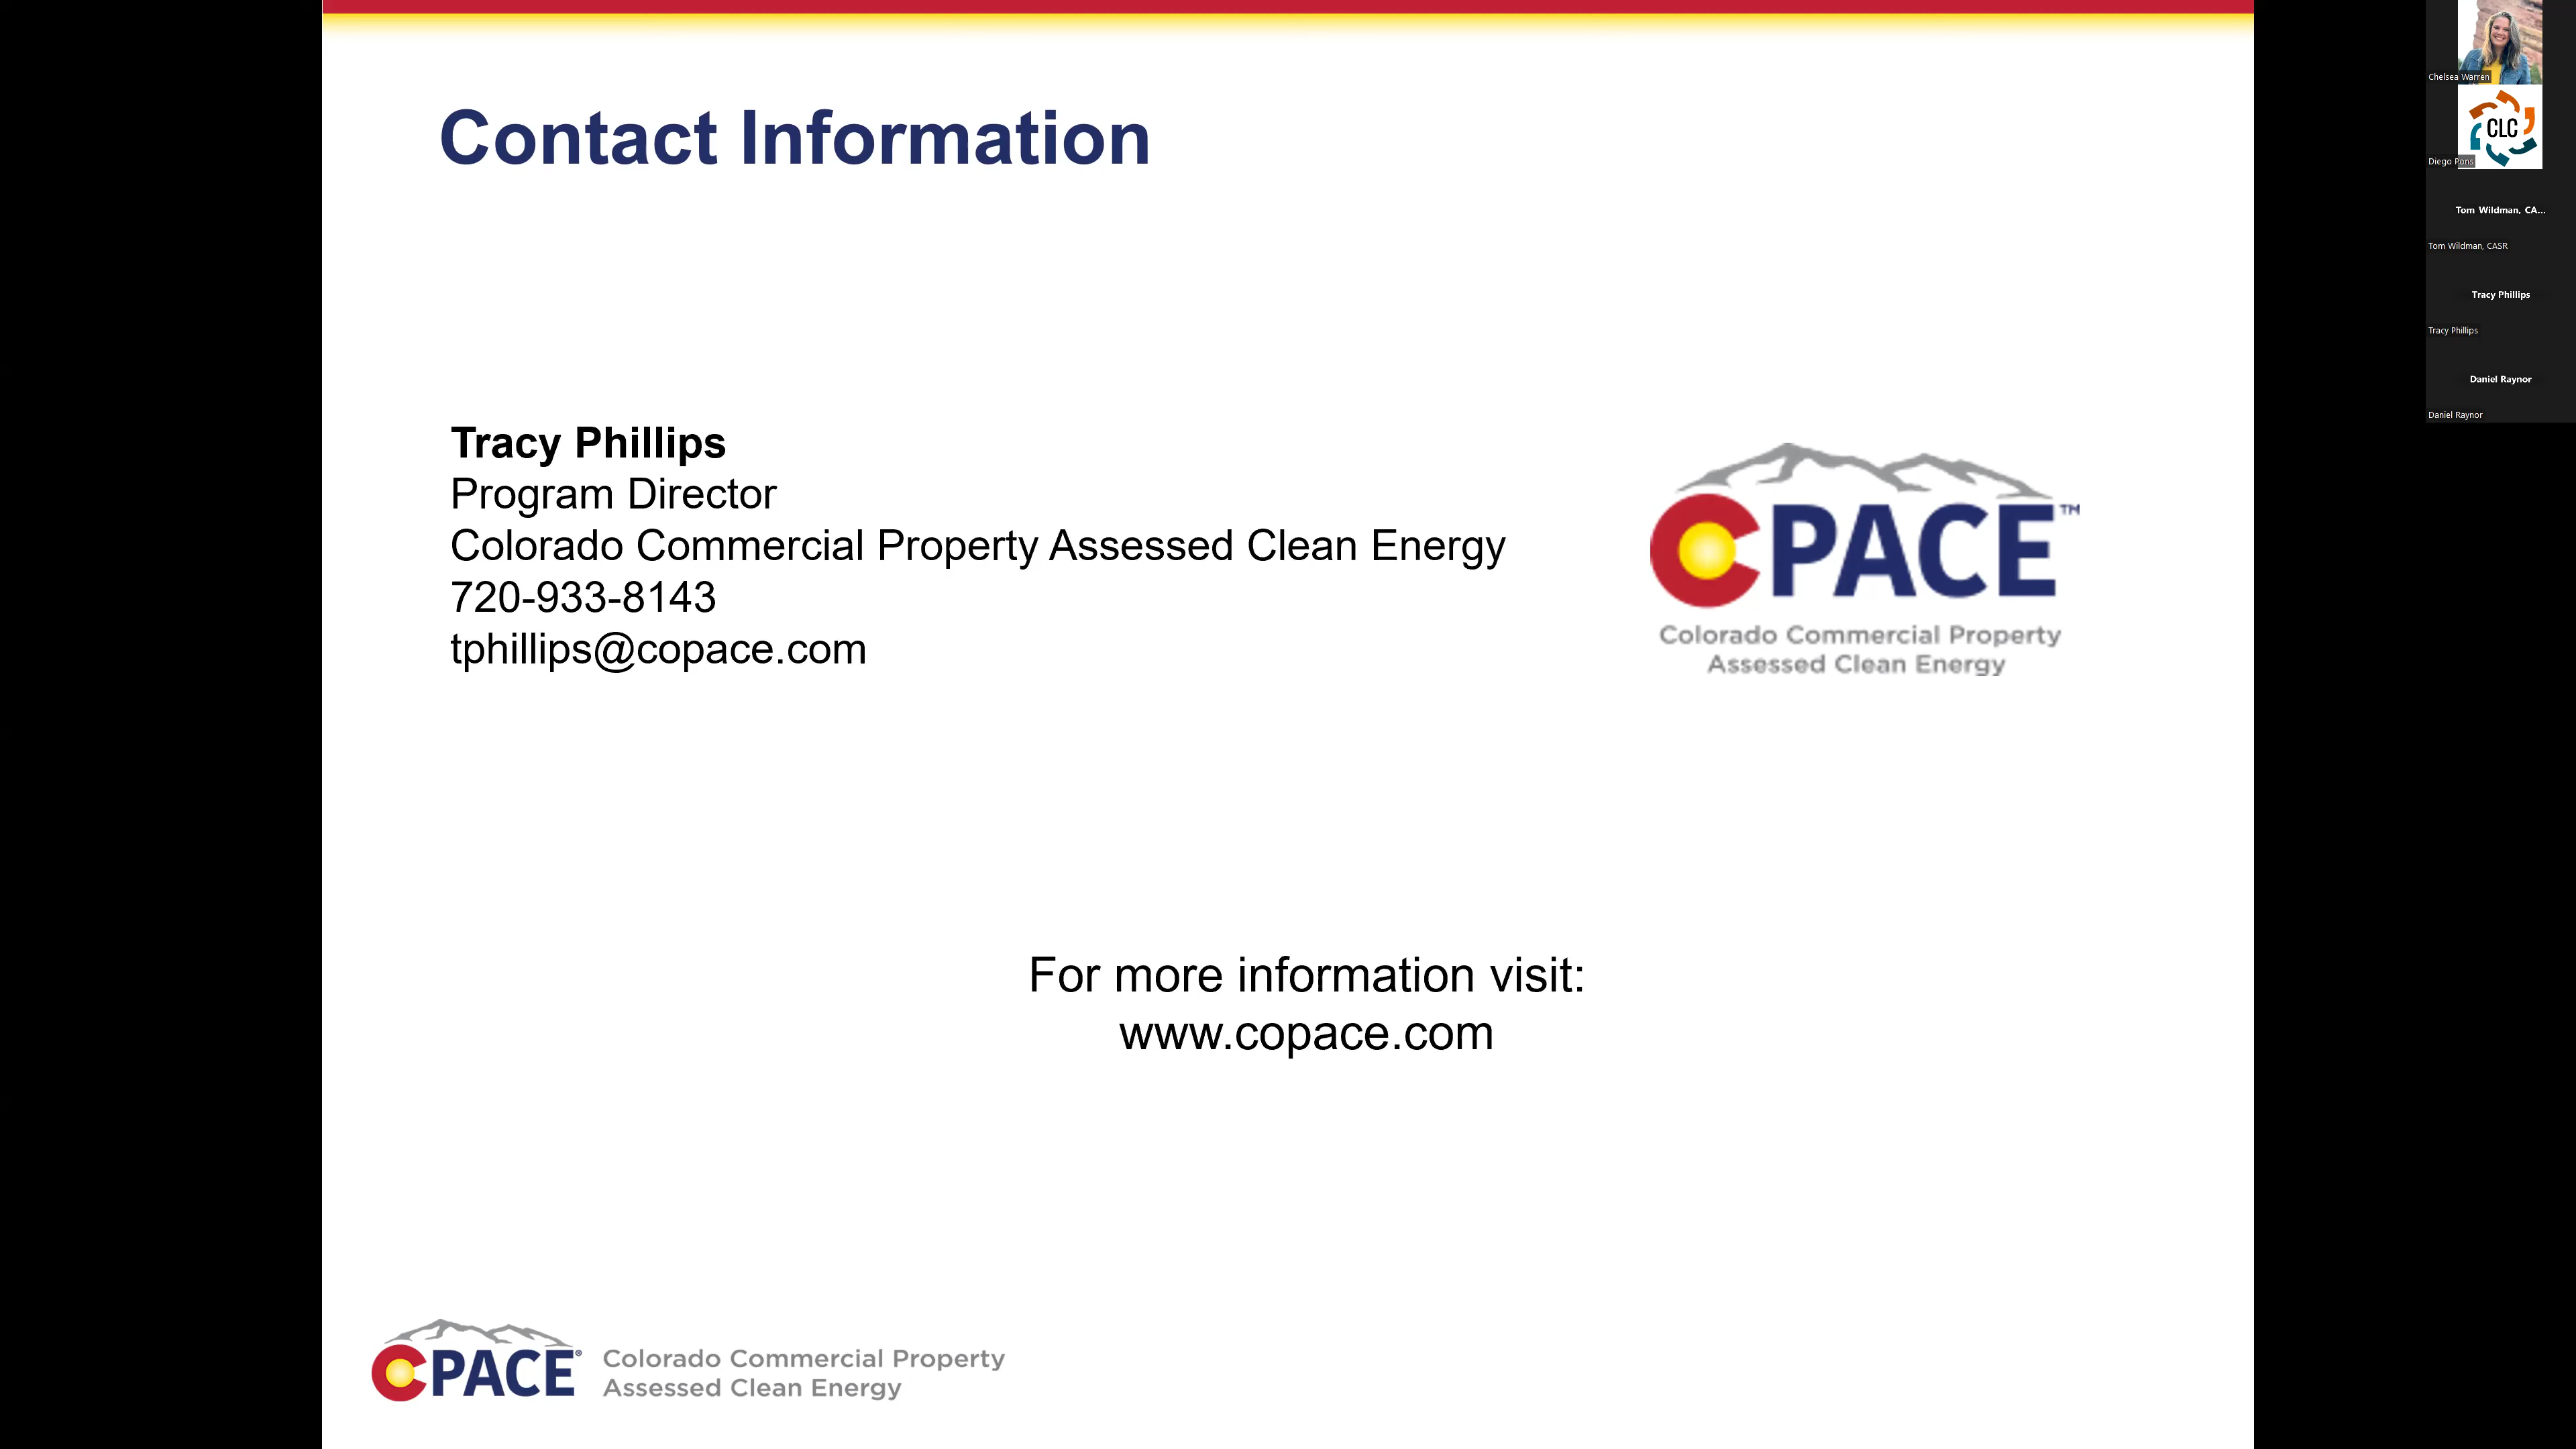 Contact Information
Tracy Phillips
Program Director
Colorado Commercial Property Assessed Clean Energy
720-933-8143
tphillips@copace.com
CPACE™
Colorado Commercial Property
Assessed Clean Energy
For more information visit:
www.copace.com
CPACE®
Colorado Commercial Property
Assessed Clean Energy
Chelsea Warren
CLC
Diego Pons
Tom Wildman, CA...
Tom Wildman, CASR
Tracy Phillips
Tracy Phillips
Daniel Raynor
Daniel Raynor